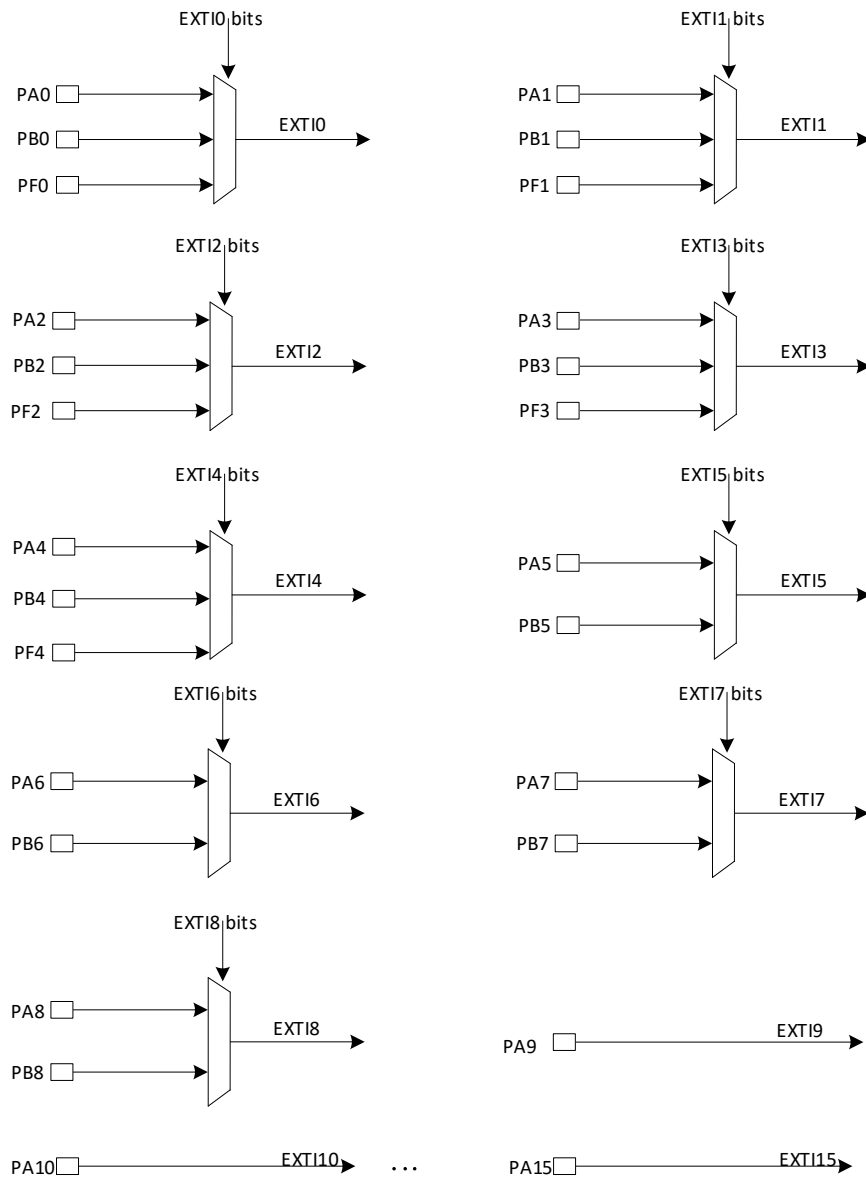 EXTI0 bits
PA0
PB0
PF0
EXTI0
EXTI1 bits
PA1
PB1
PF1
EXTI1
EXTI2 bits
PA2
PB2
PF2
EXTI2
EXTI3 bits
PA3
PB3
PF3
EXTI3
EXTI4 bits
PA4
PB4
PF4
EXTI4
EXTI5 bits
PA5
PB5
EXTI5
EXTI6 bits
PA6
PB6
EXTI6
EXTI7 bits
PA7
PB7
EXTI7
EXTI8 bits
PA8
PB8
EXTI8
PA9
EXTI9
PA10
EXTI10
...
PA15
EXTI15